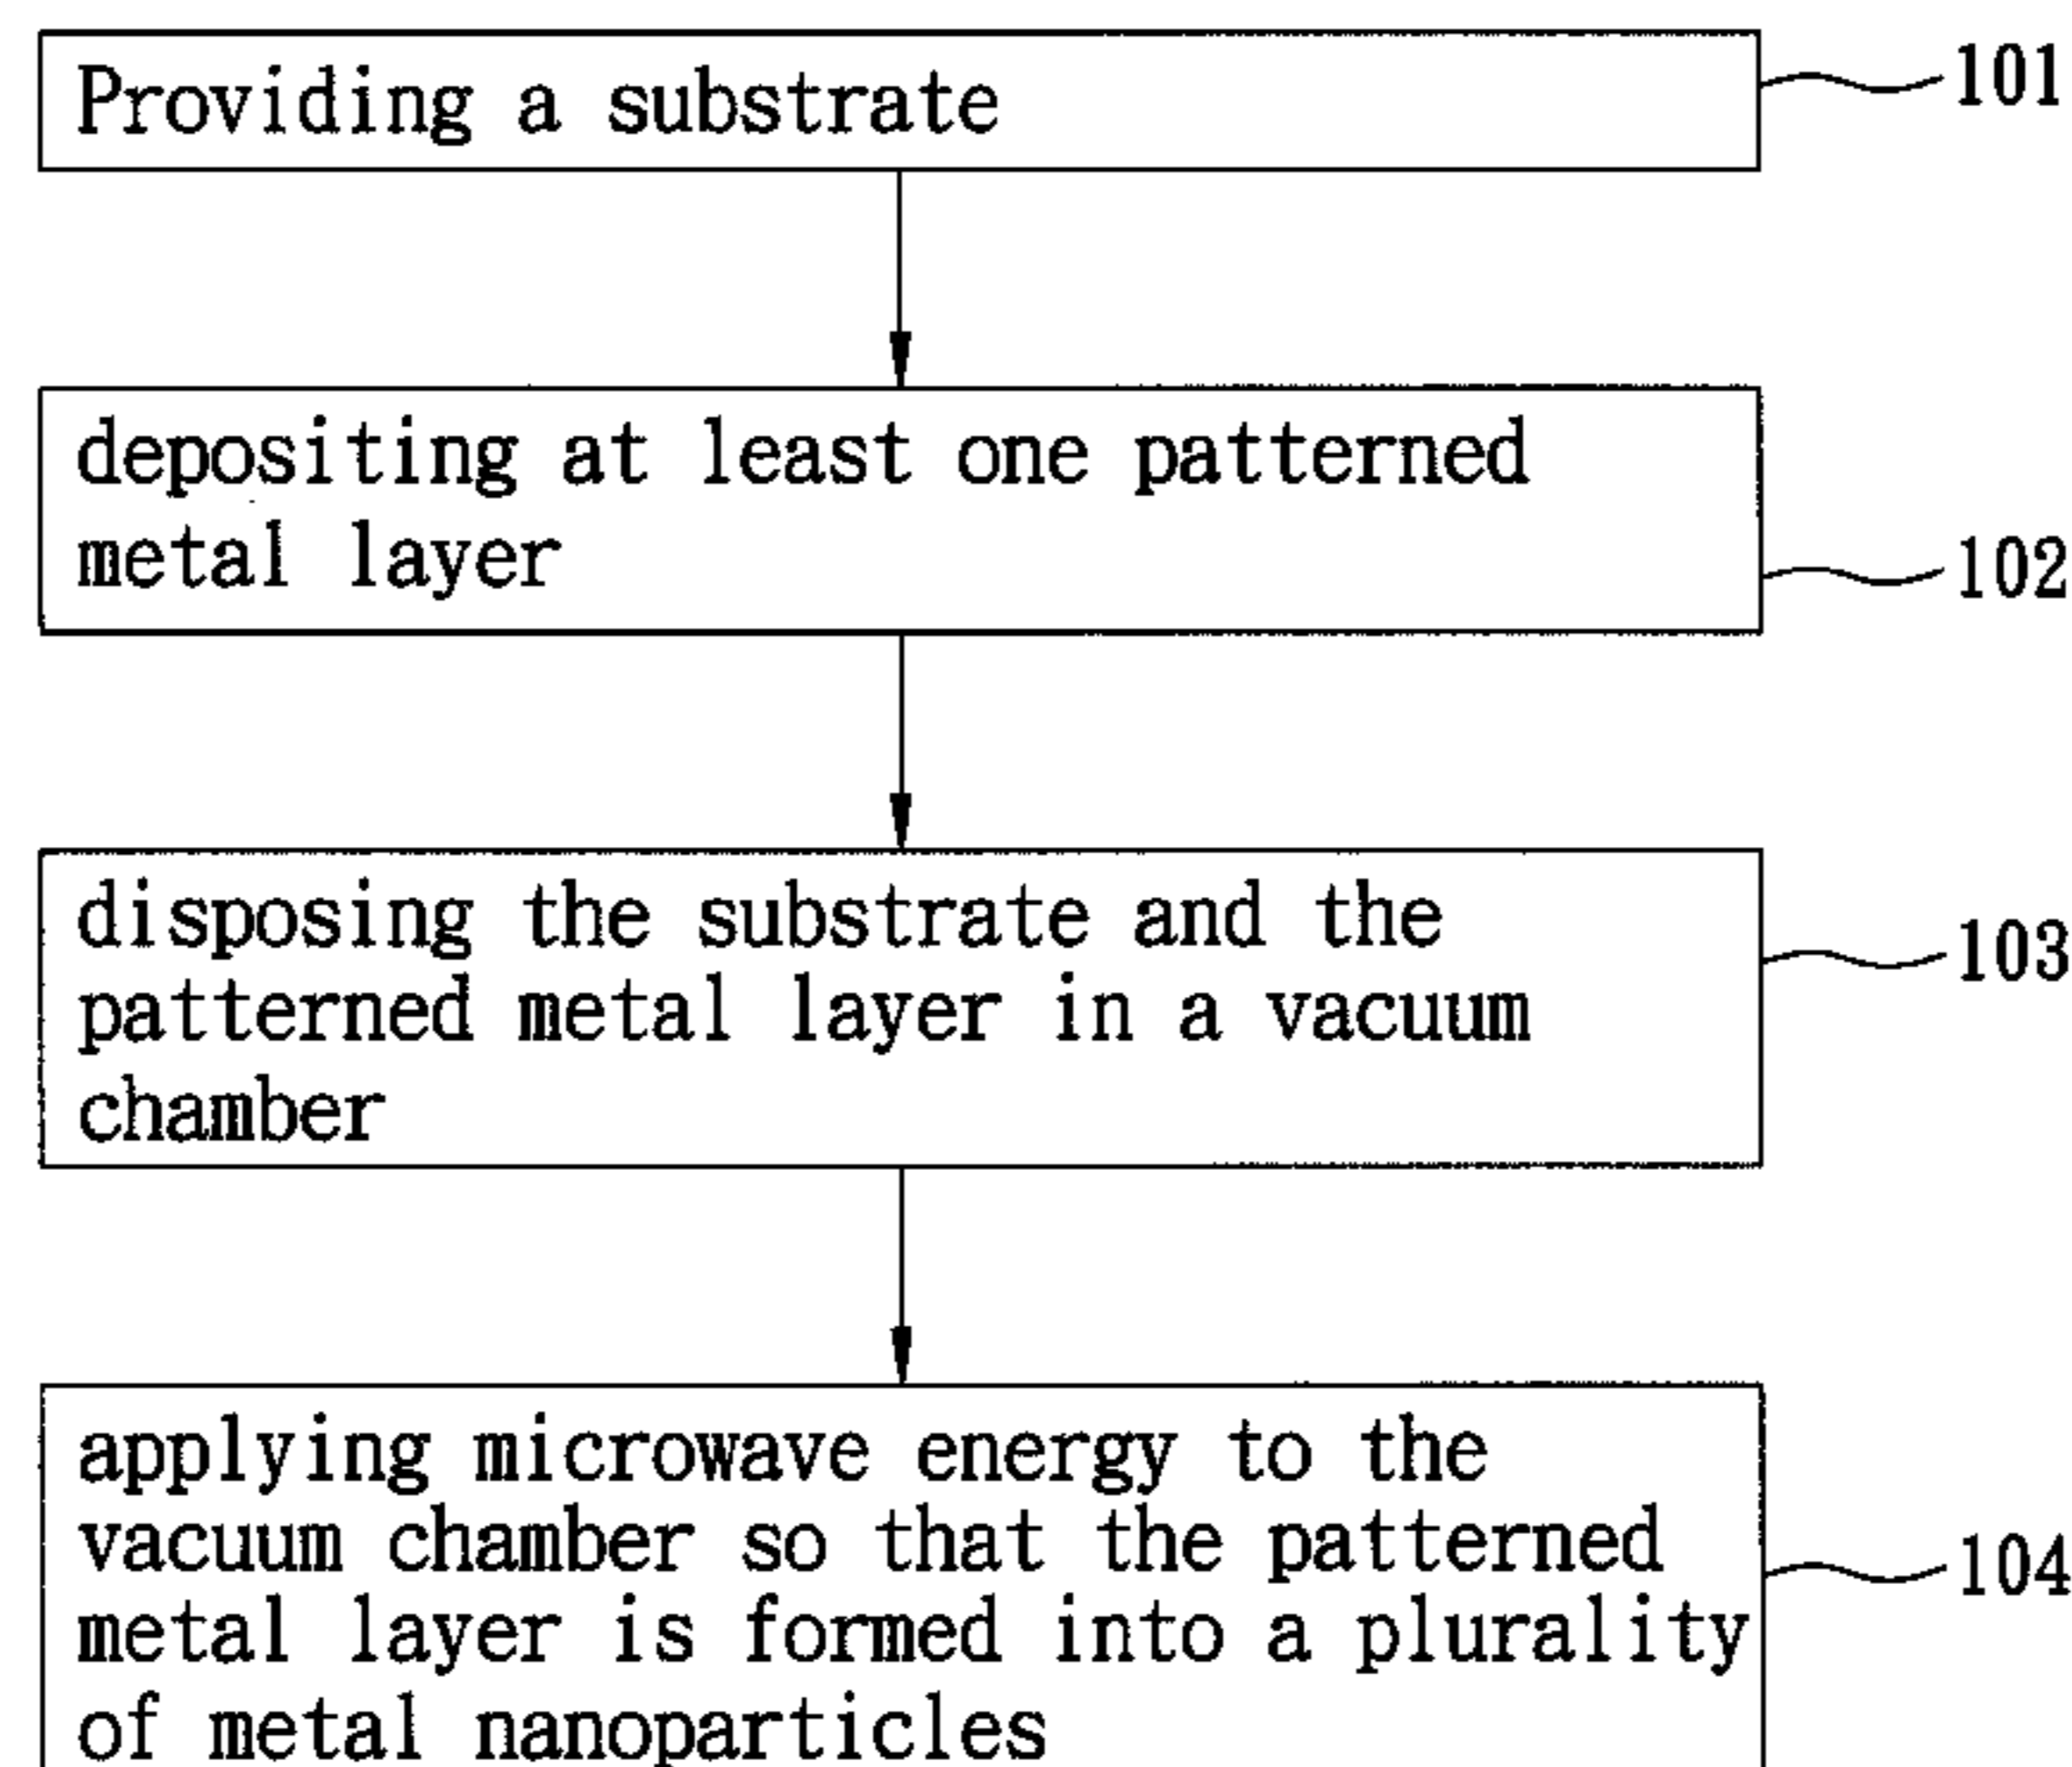 Providing a substrate
101
depositing at least one patterned
metal layer
102
disposing the substrate and the
patterned metal layer in a vacuum
chamber
103
applying microwave energy to the
vacuum chamber so that the patterned
metal layer is formed into a plurality
of metal nanoparticles
104